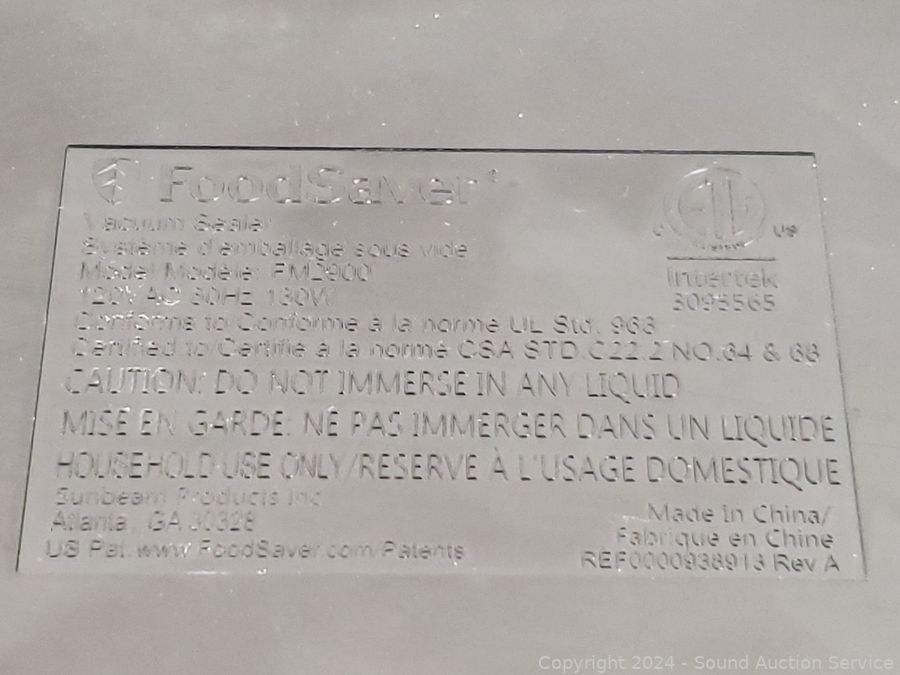 FoodSaver®
Vacuum Sealer
Système d'emballage sous vide
Model/Modèle: FM2900
120V AC 60HZ 130W
Conforms to/Conforme à la norme UL Std. 963
Certified to/Certifié à la norme CSA STD.C22.2 NO.64 & 68
C ETL US
Intertek
3095565
CAUTION: DO NOT IMMERSE IN ANY LIQUID
MISE EN GARDE: NE PAS IMMERGER DANS UN LIQUIDE
HOUSEHOLD USE ONLY/RESERVE À L'USAGE DOMESTIQUE
Sunbeam Products Inc
Atlanta, GA 30328
US Pat. www.FoodSaver.com/Patents
Made In China/
Fabriqué en Chine
REF0000938913 Rev A
Copyright © 2024 - Sound Auction Service